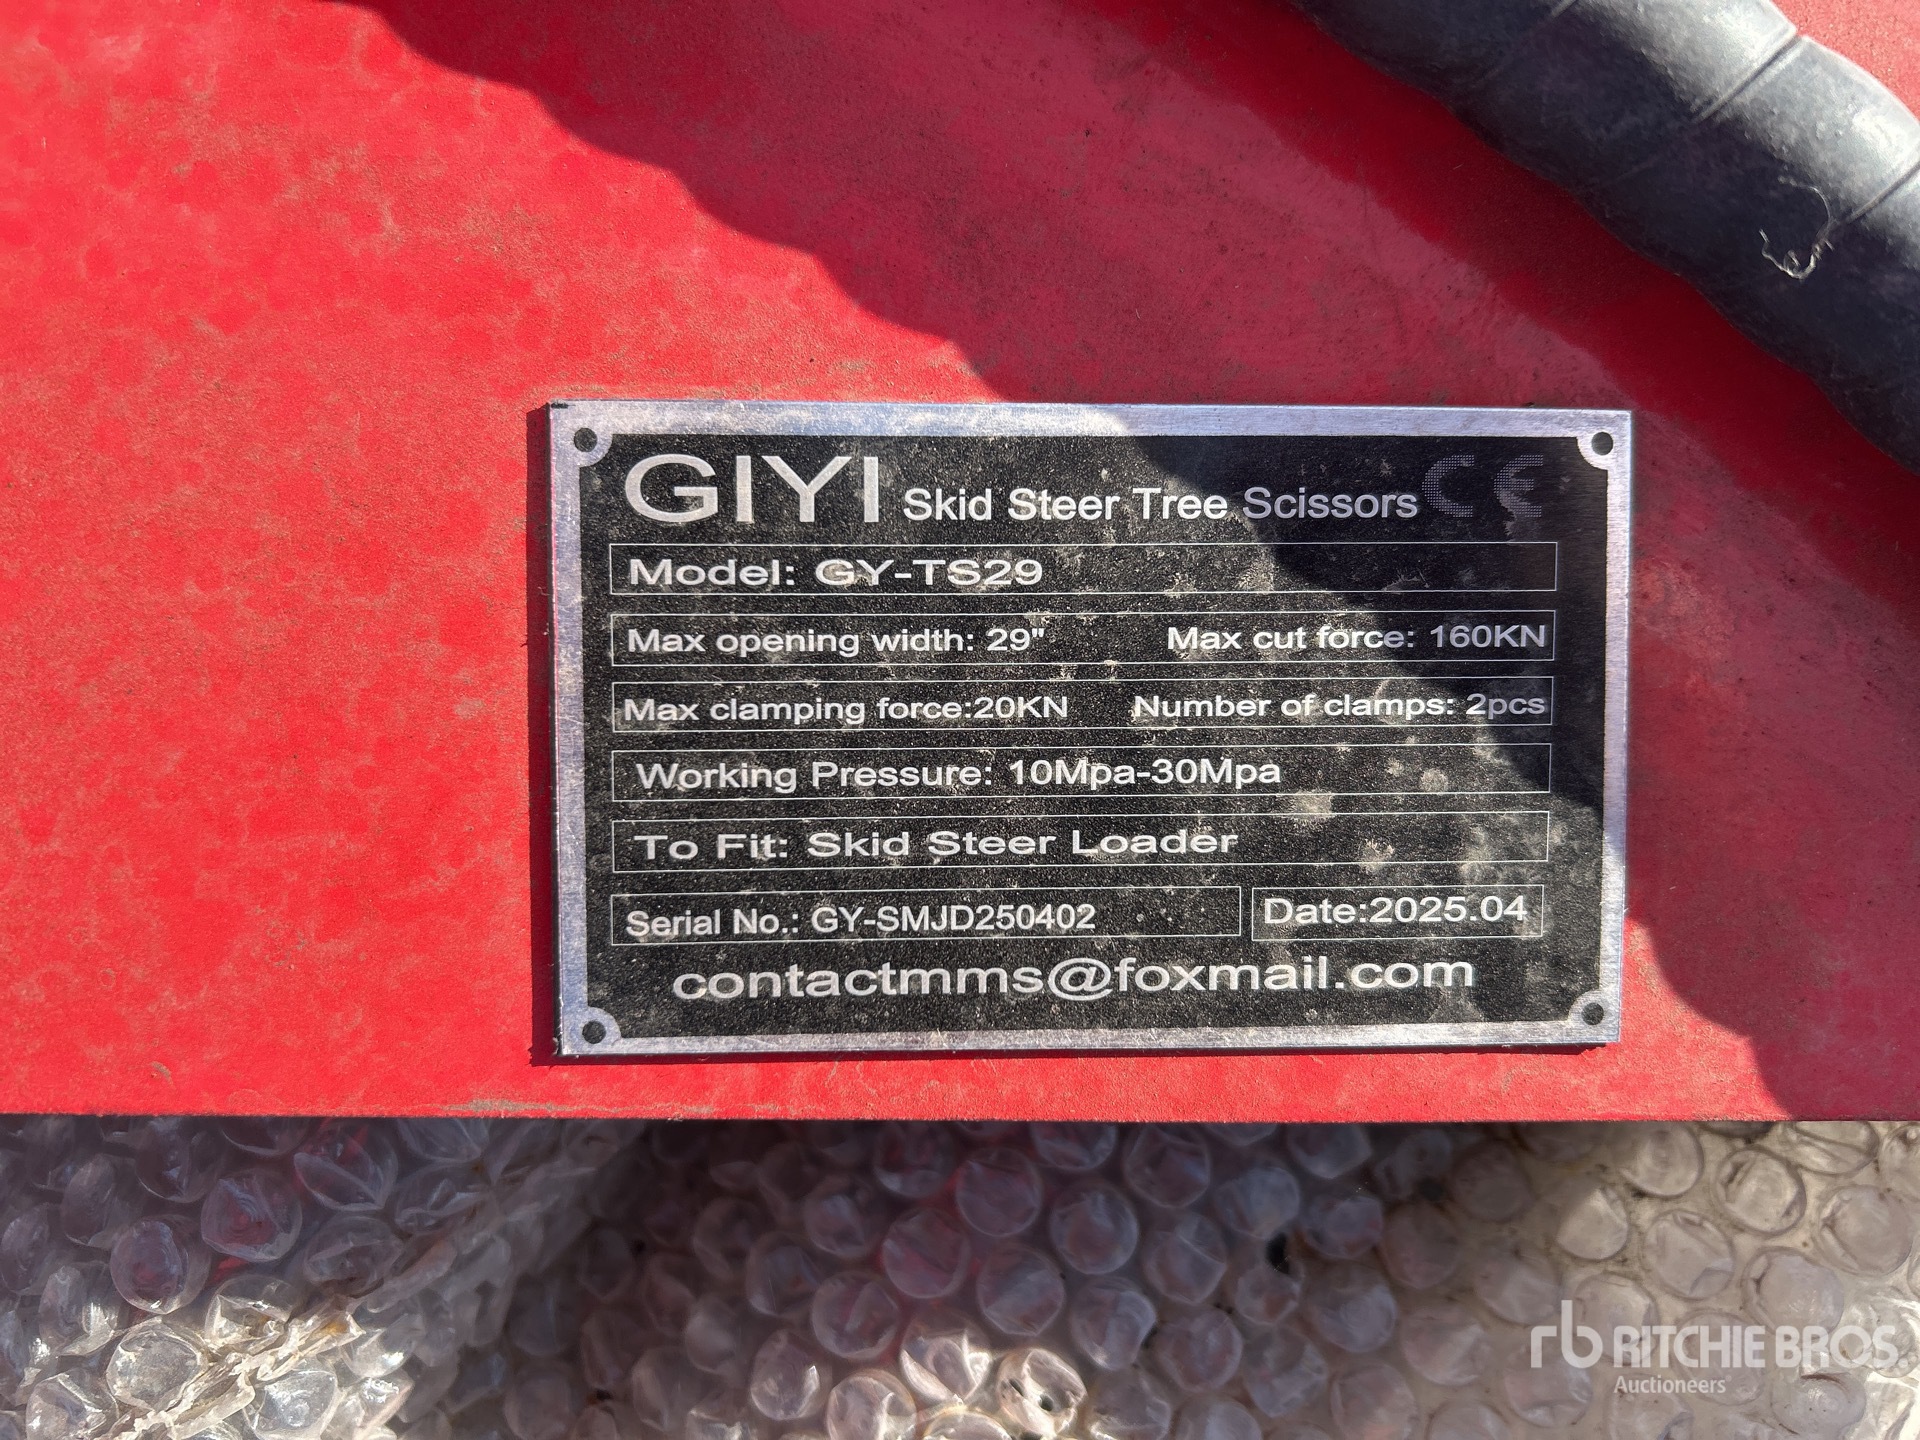 GIYI Skid Steer Tree Scissors CE
Model: GY-TS29
Max opening width: 29" Max cut force: 160KN
Max clamping force:20KN Number of clamps: 2pcs
Working Pressure: 10Mpa-30Mpa
To Fit: Skid Steer Loader
Serial No.: GY-SMJD250402 Date:2025.04
contactmms@foxmail.com
rb RITCHIE BROS
Auctioneers